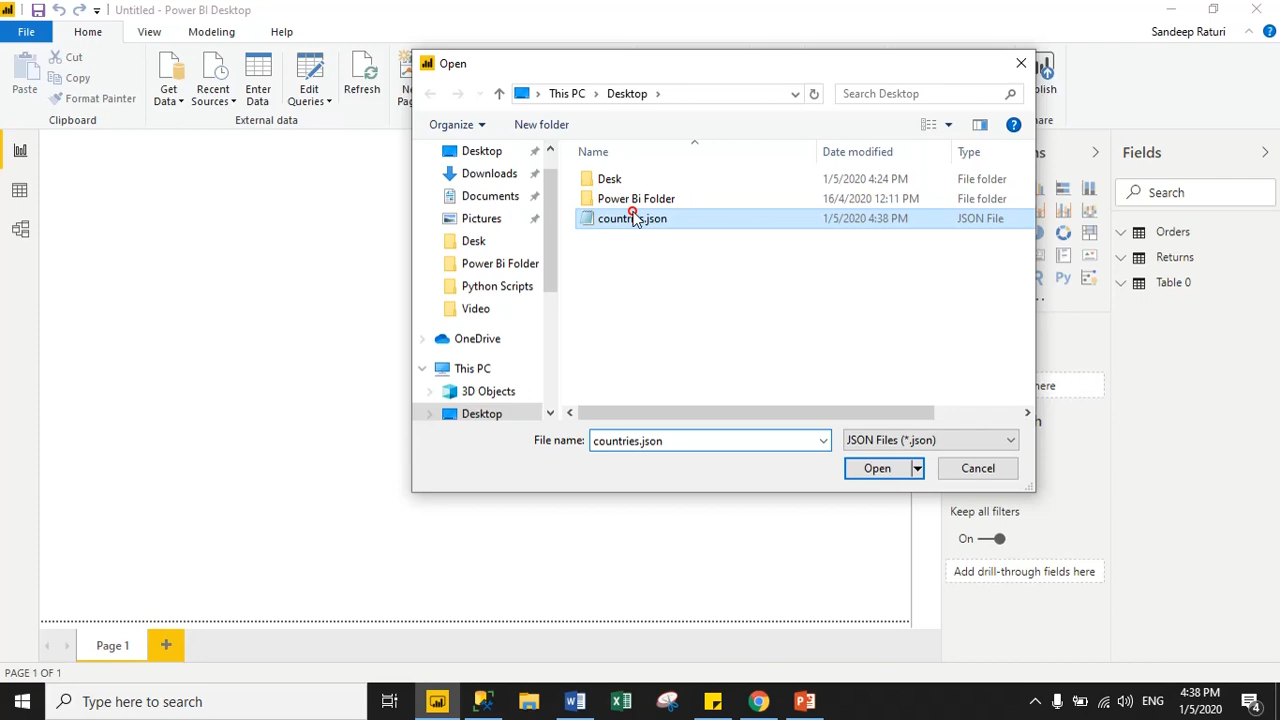 Untitled - Power BI Desktop
File
Home
View
Modeling
Help
Sandeep Raturi
Paste
Cut
Copy
Format Painter
Clipboard
Get
Data
Recent
Sources
Enter
Data
Edit
Queries
Refresh
External data
Open
This PC > Desktop >
Search Desktop
Organize
New folder
Desktop
Downloads
Documents
Pictures
Desk
Power Bi Folder
Python Scripts
Video
OneDrive
This PC
3D Objects
Desktop
Name
Date modified
Type
Desk
1/5/2020 4:24 PM
File folder
Power Bi Folder
16/4/2020 12:11 PM
File folder
countries.json
1/5/2020 4:38 PM
JSON File
File name:
countries.json
JSON Files (*.json)
Open
Cancel
Fields
Search
Orders
Returns
Table 0
R
Py
here
Keep all filters
On
Add drill-through fields here
Page 1
PAGE 1 OF 1
Type here to search
ENG
4:38 PM
1/5/2020
4